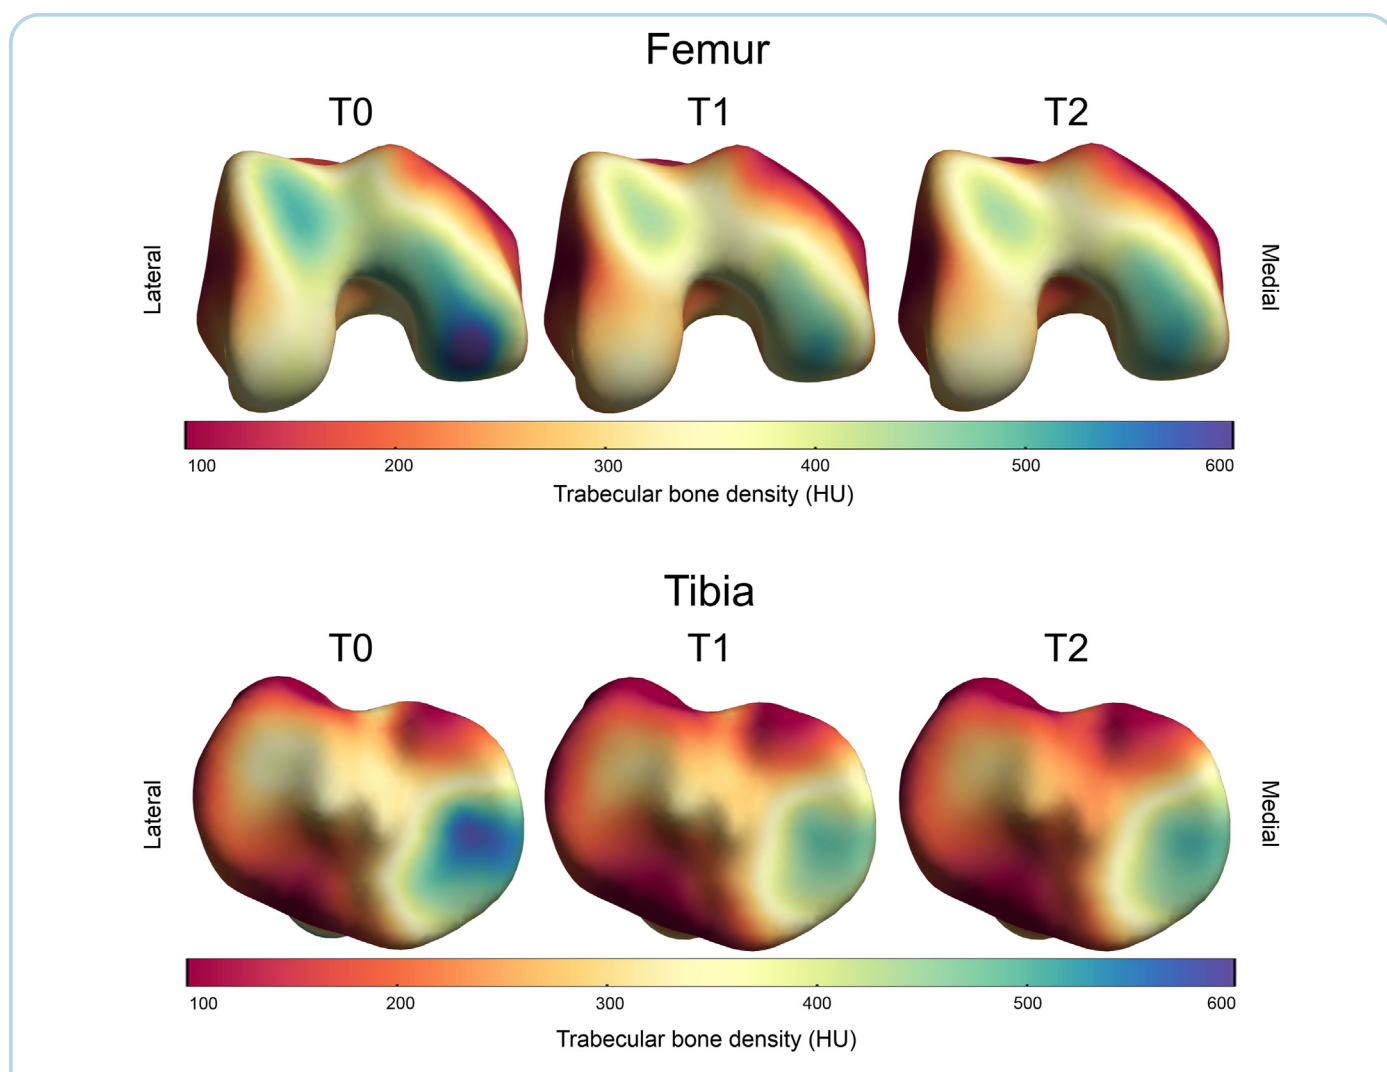 Femur
T0 T1 T2
Lateral
Medial
100 200 300 400 500 600
Trabecular bone density (HU)
Tibia
T0 T1 T2
Lateral
Medial
100 200 300 400 500 600
Trabecular bone density (HU)